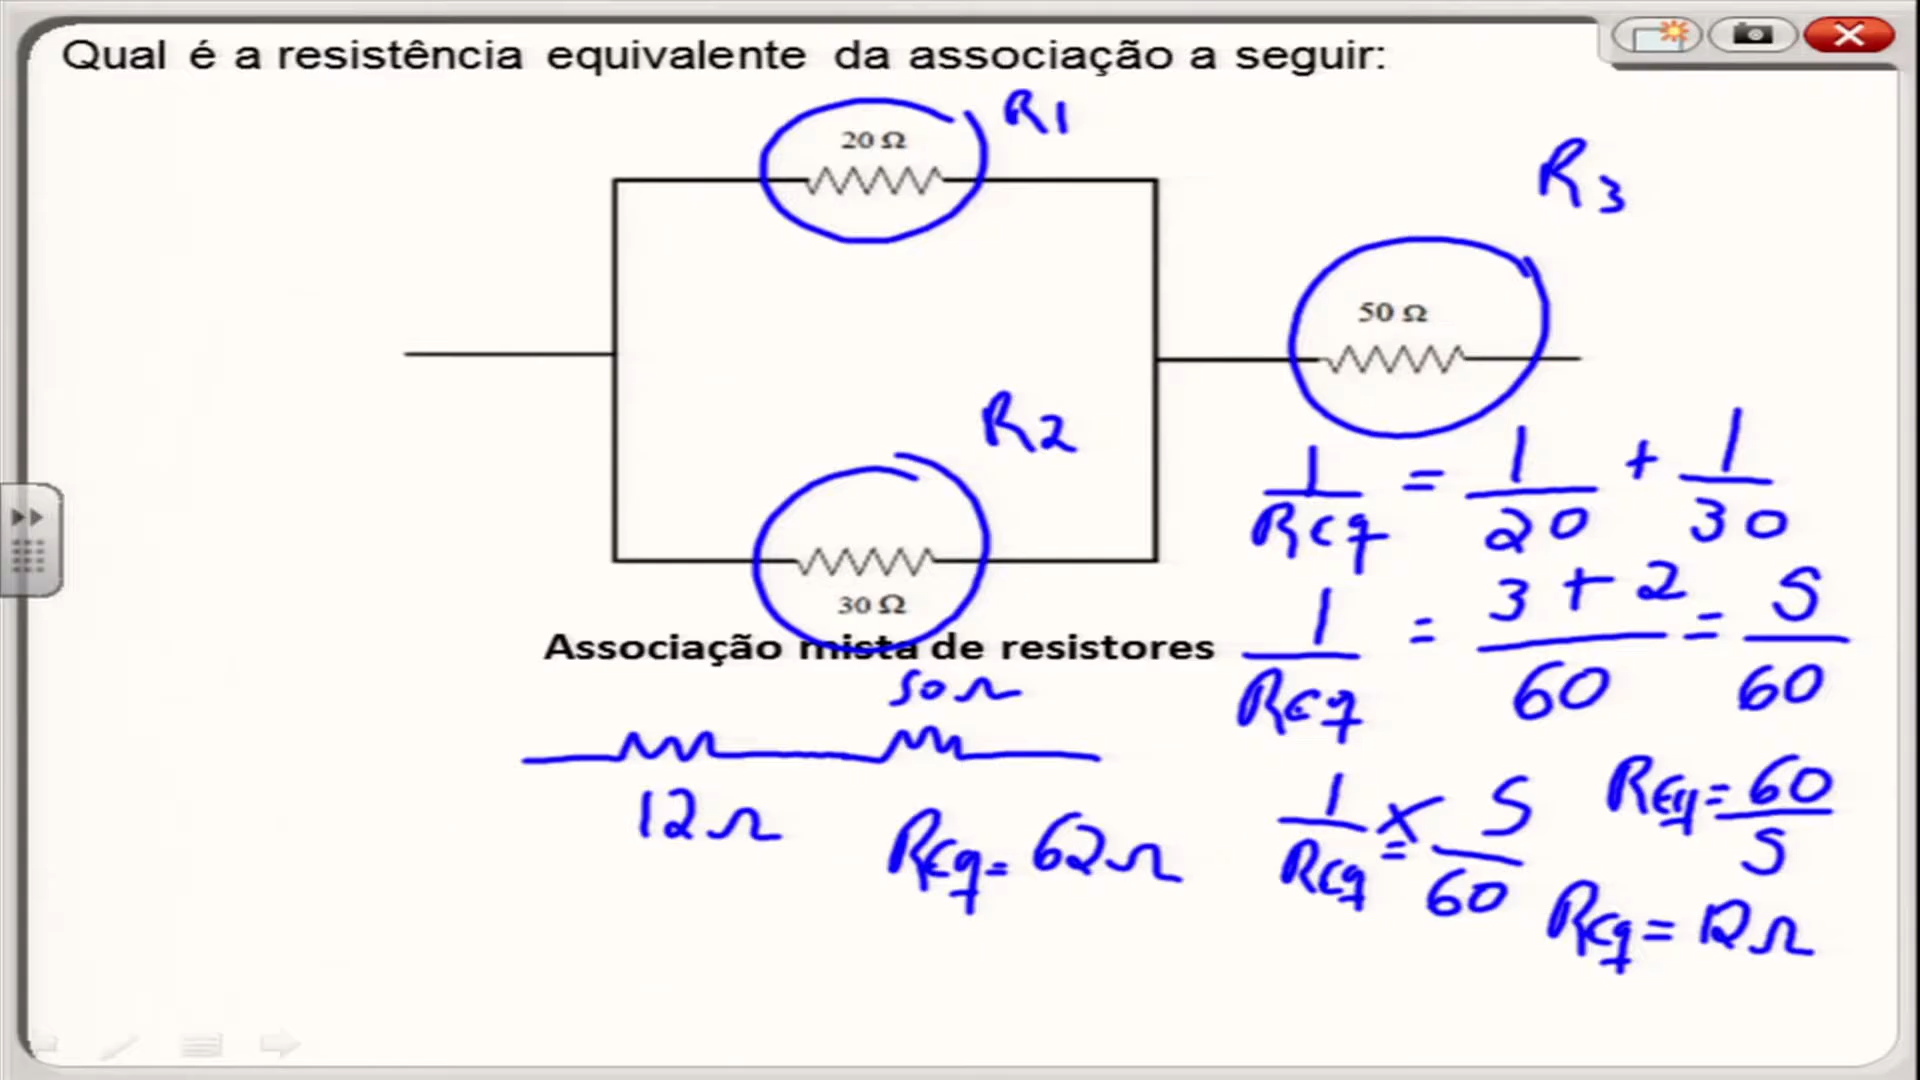 Qual é a resistência equivalente da associação a seguir:
R1
20 Ω
R3
50 Ω
R2
30 Ω
1/Req = 1/20 + 1/30
1/Req = 3+2/60 = 5/60
Associação mista de resistores
50Ω
12Ω
Req = 62Ω
1/Req = 5/60
Req = 60/5
Req = 12Ω